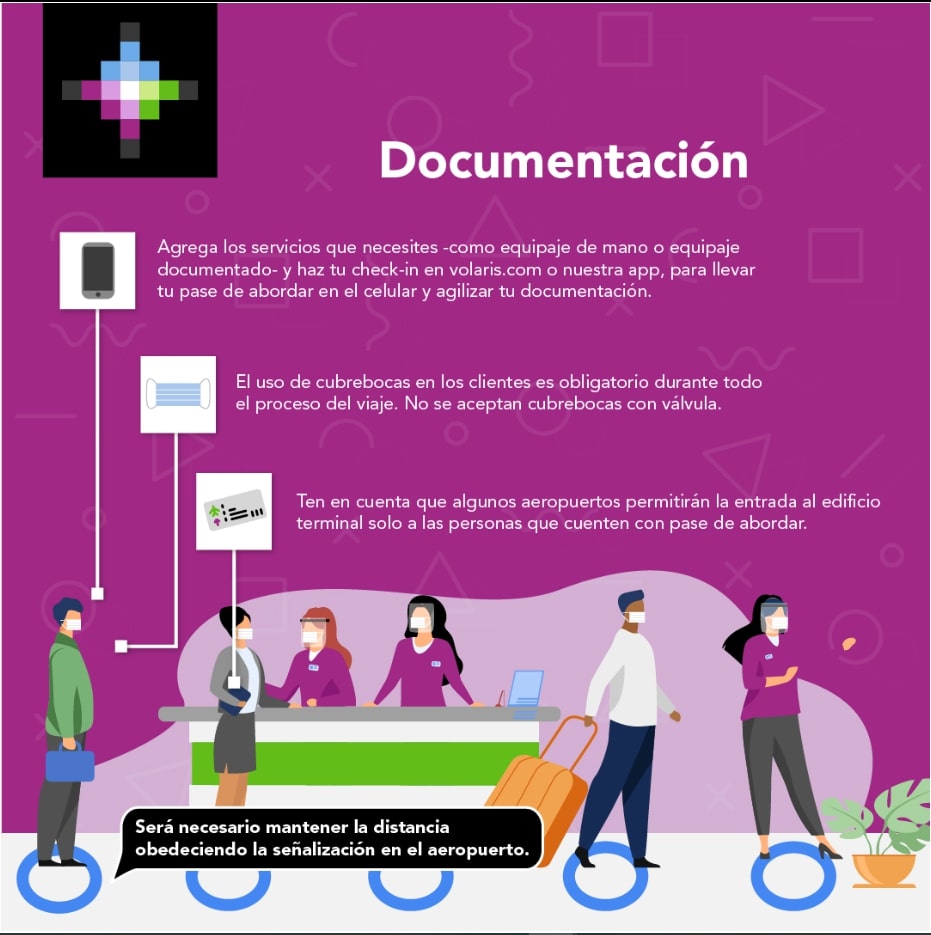 Documentación
Agrega los servicios que necesites -como equipaje de mano o equipaje
documentado- y haz tu check-in en volaris.com o nuestra app, para llevar
tu pase de abordar en el celular y agilizar tu documentación.
El uso de cubrebocas en los clientes es obligatorio durante todo
el proceso del viaje. No se aceptan cubrebocas con válvula.
Ten en cuenta que algunos aeropuertos permitirán la entrada al edificio
terminal solo a las personas que cuenten con pase de abordar.
Será necesario mantener la distancia
obedeciendo la señalización en el aeropuerto.